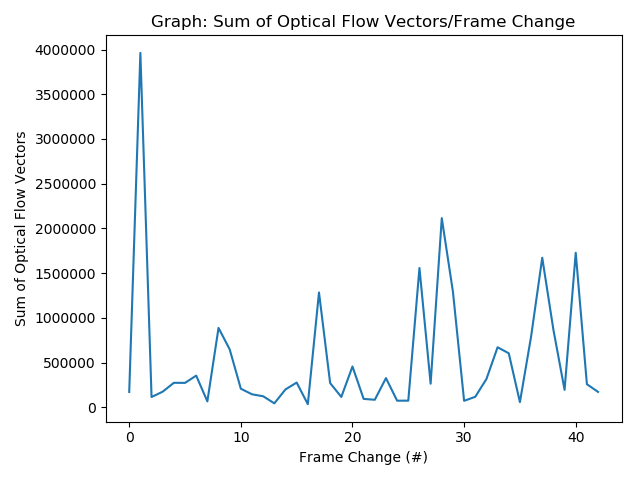 Graph: Sum of Optical Flow Vectors/Frame Change
4000000
3500000
3000000
2500000
2000000
1500000
1000000
500000
0
Sum of Optical Flow Vectors
0 10 20 30 40
Frame Change (#)